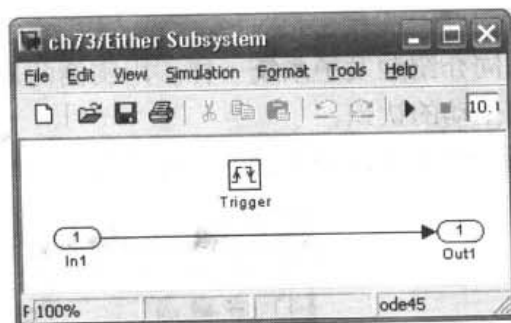 ch73/Either Subsystem
File Edit View Simulation Format Tools Help
10.
Trigger
1
In1
1
Out1
100%
ode45